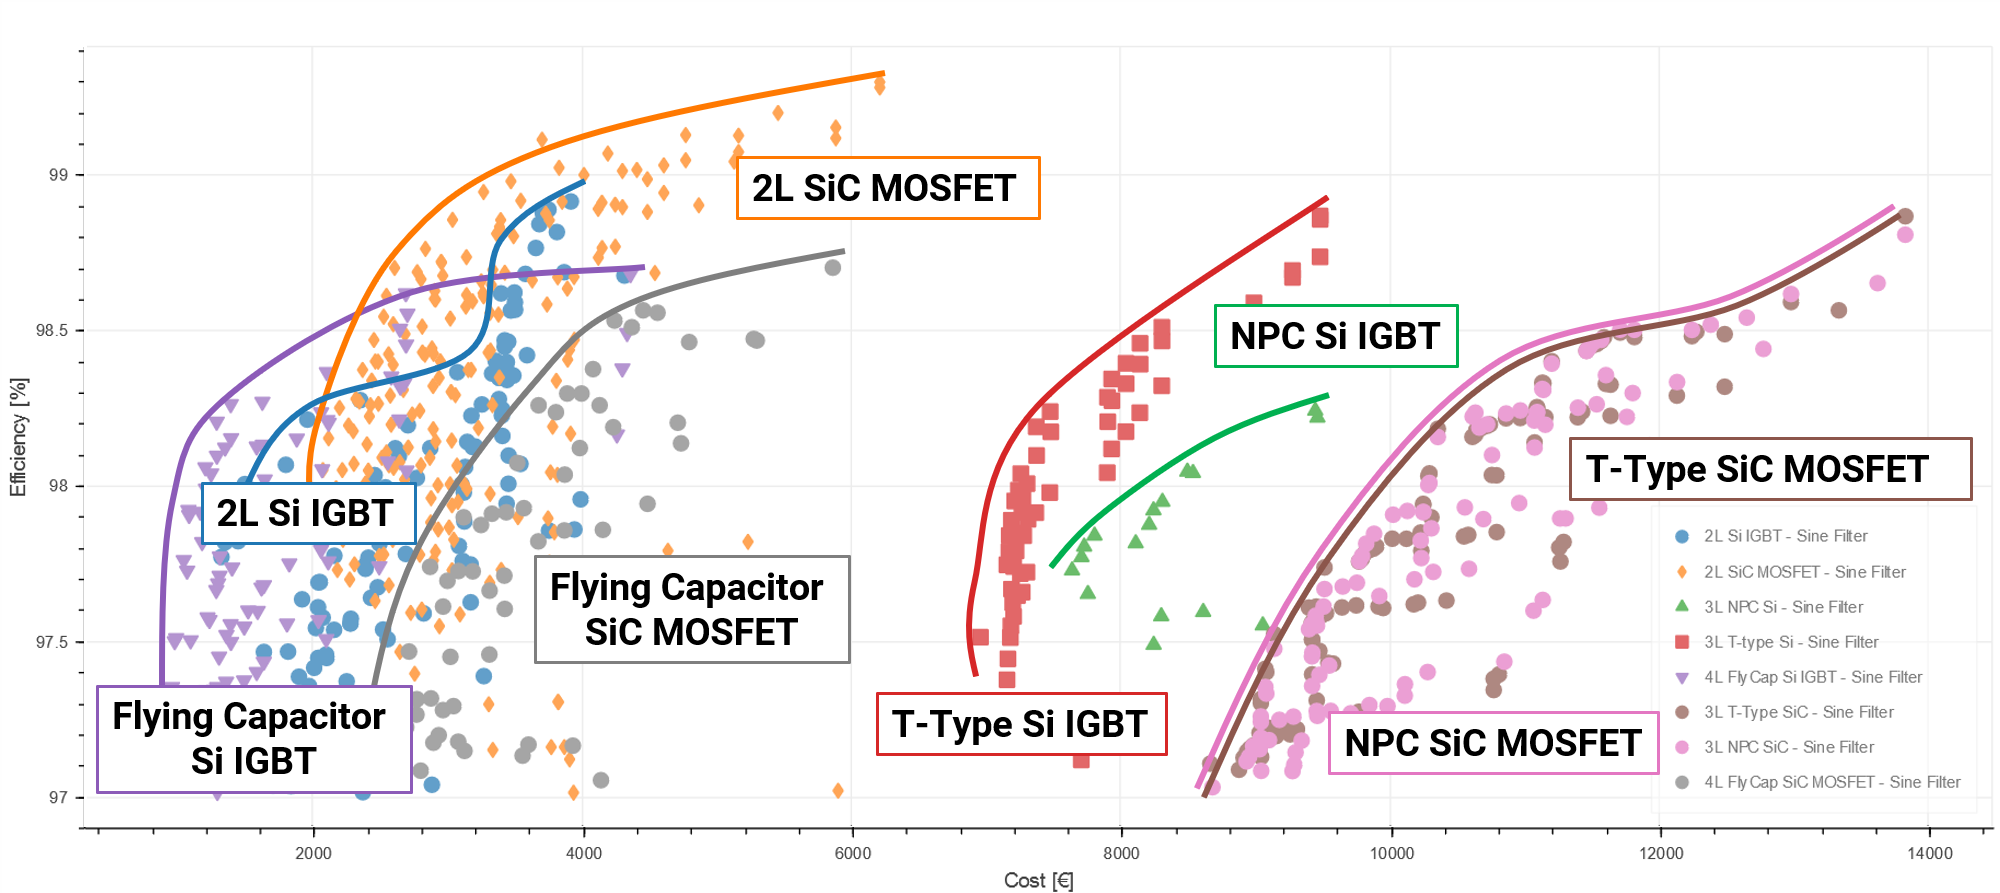 99
98.5
98
97.5
97
Efficiency [%]
2000
4000
6000
8000
10000
12000
14000
Cost [€]
2L SiC MOSFET
NPC Si IGBT
T-Type SiC MOSFET
2L Si IGBT
Flying Capacitor
SiC MOSFET
Flying Capacitor
Si IGBT
T-Type Si IGBT
NPC SiC MOSFET
2L Si IGBT - Sine Filter
2L SiC MOSFET - Sine Filter
3L NPC Si - Sine Filter
3L T-type Si - Sine Filter
4L FlyCap Si IGBT - Sine Filter
3L T-Type SiC - Sine Filter
3L NPC SiC - Sine Filter
4L FlyCap SiC MOSFET - Sine Filter